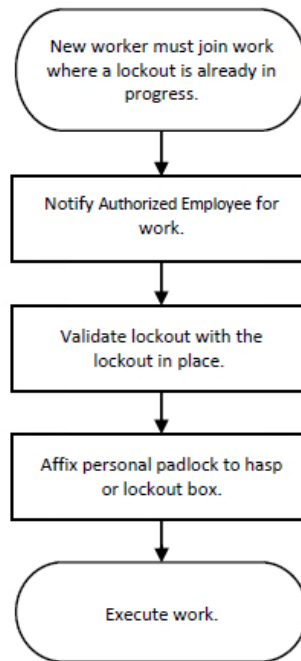 New worker must join work
where a lockout is already in
progress.
Notify Authorized Employee for
work.
Validate lockout with the
lockout in place.
Affix personal padlock to hasp
or lockout box.
Execute work.